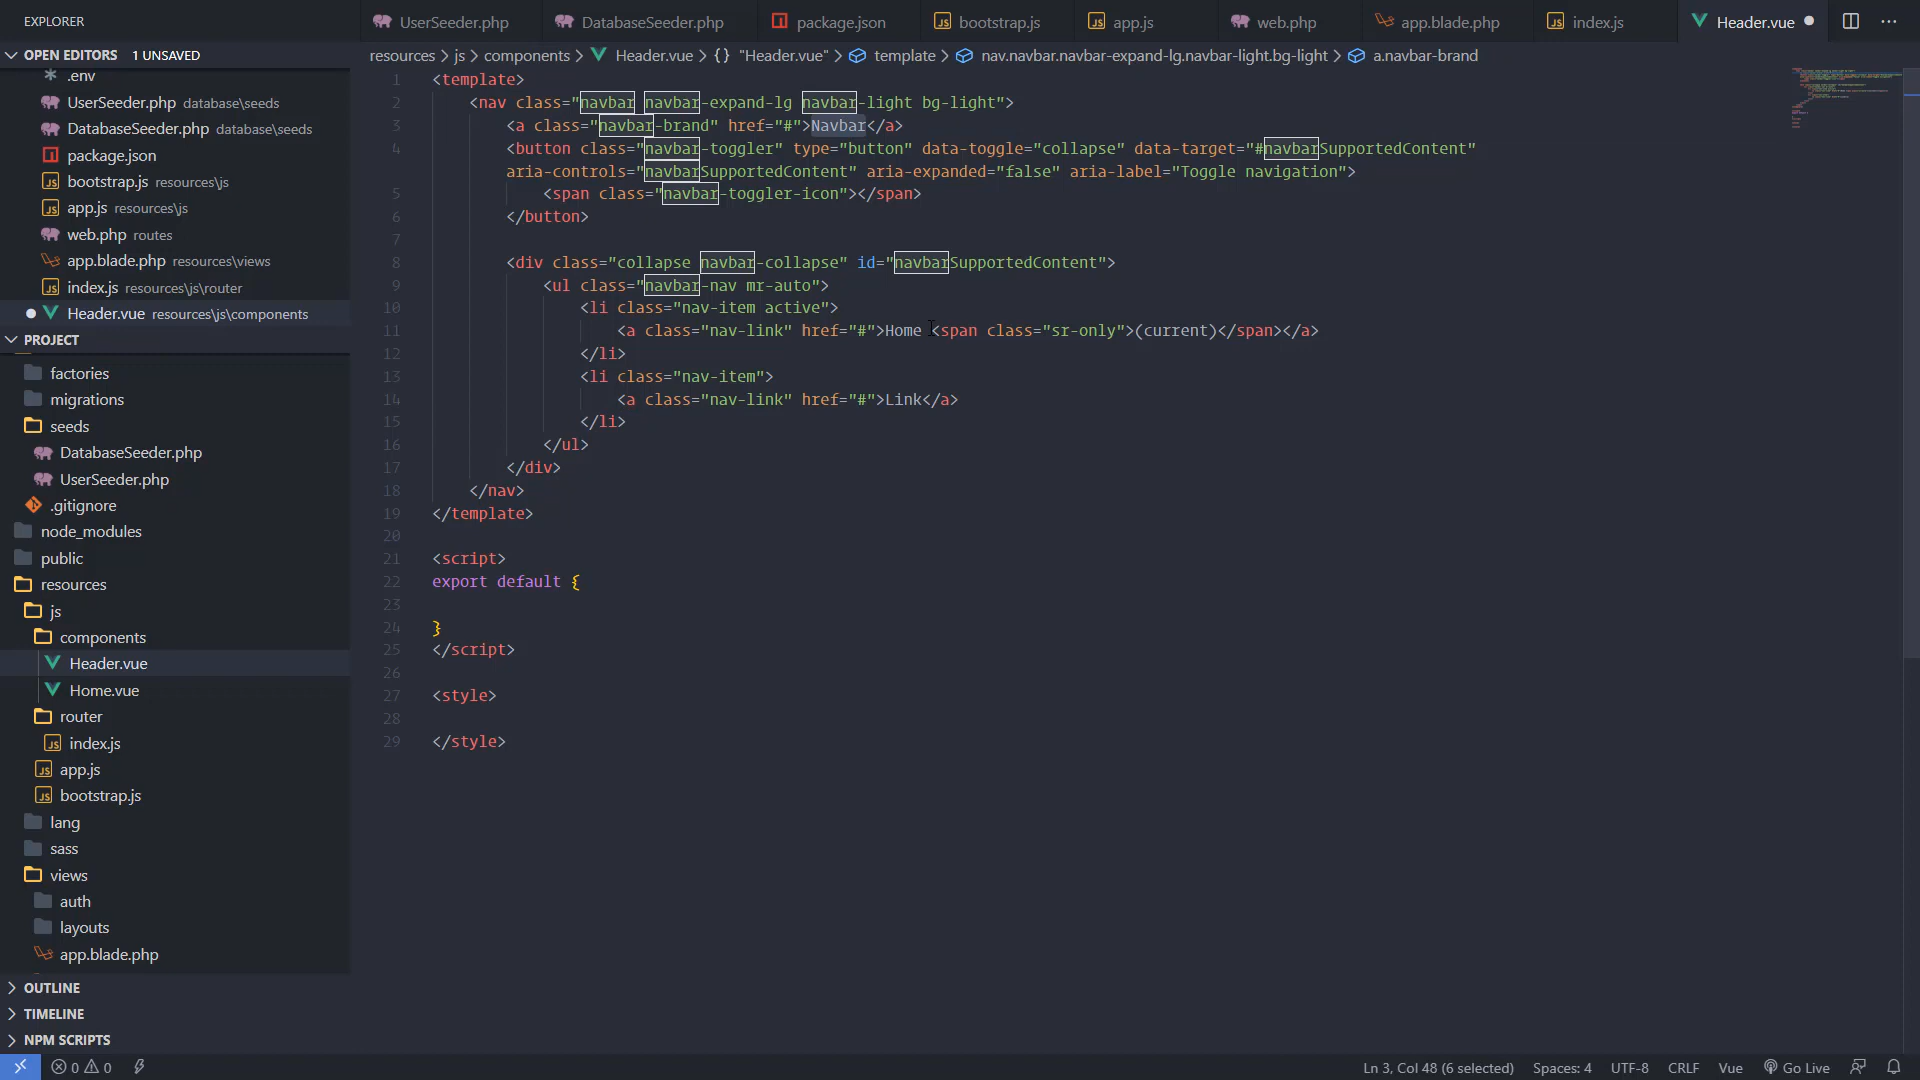 EXPLORER
UserSeeder.php
DatabaseSeeder.php
package.json
bootstrap.js
app.js
web.php
app.blade.php
index.js
Header.vue
OPEN EDITORS 1 UNSAVED
.env
UserSeeder.php database\seeds
DatabaseSeeder.php database\seeds
package.json
bootstrap.js resources\js
app.js resources\js
web.php routes
app.blade.php resources\views
index.js resources\js\router
Header.vue resources\js\components
PROJECT
factories
migrations
seeds
DatabaseSeeder.php
UserSeeder.php
.gitignore
node_modules
public
resources
js
components
Header.vue
Home.vue
router
index.js
app.js
bootstrap.js
lang
sass
views
auth
layouts
app.blade.php
OUTLINE
TIMELINE
NPM SCRIPTS
resources > js > components > Header.vue > {} "Header.vue" > template > nav.navbar.navbar-expand-lg.navbar-light.bg-light > a.navbar-brand
1 <template>
2 <nav class="navbar navbar-expand-lg navbar-light bg-light">
3 <a class="navbar-brand" href="#">Navbar</a>
4 <button class="navbar-toggler" type="button" data-toggle="collapse" data-target="#navbarSupportedContent"
aria-controls="navbarSupportedContent" aria-expanded="false" aria-label="Toggle navigation">
5 <span class="navbar-toggler-icon"></span>
6 </button>
7
8 <div class="collapse navbar-collapse" id="navbarSupportedContent">
9 <ul class="navbar-nav mr-auto">
10 <li class="nav-item active">
11 <a class="nav-link" href="#">Home <span class="sr-only">(current)</span></a>
12 </li>
13 <li class="nav-item">
14 <a class="nav-link" href="#">Link</a>
15 </li>
16 </ul>
17 </div>
18 </nav>
19 </template>
20
21 <script>
22 export default {
23
24 }
25 </script>
26
27 <style>
28
29 </style>
0 0
Ln 3, Col 48 (6 selected)
Spaces: 4
UTF-8
CRLF
Vue
Go Live